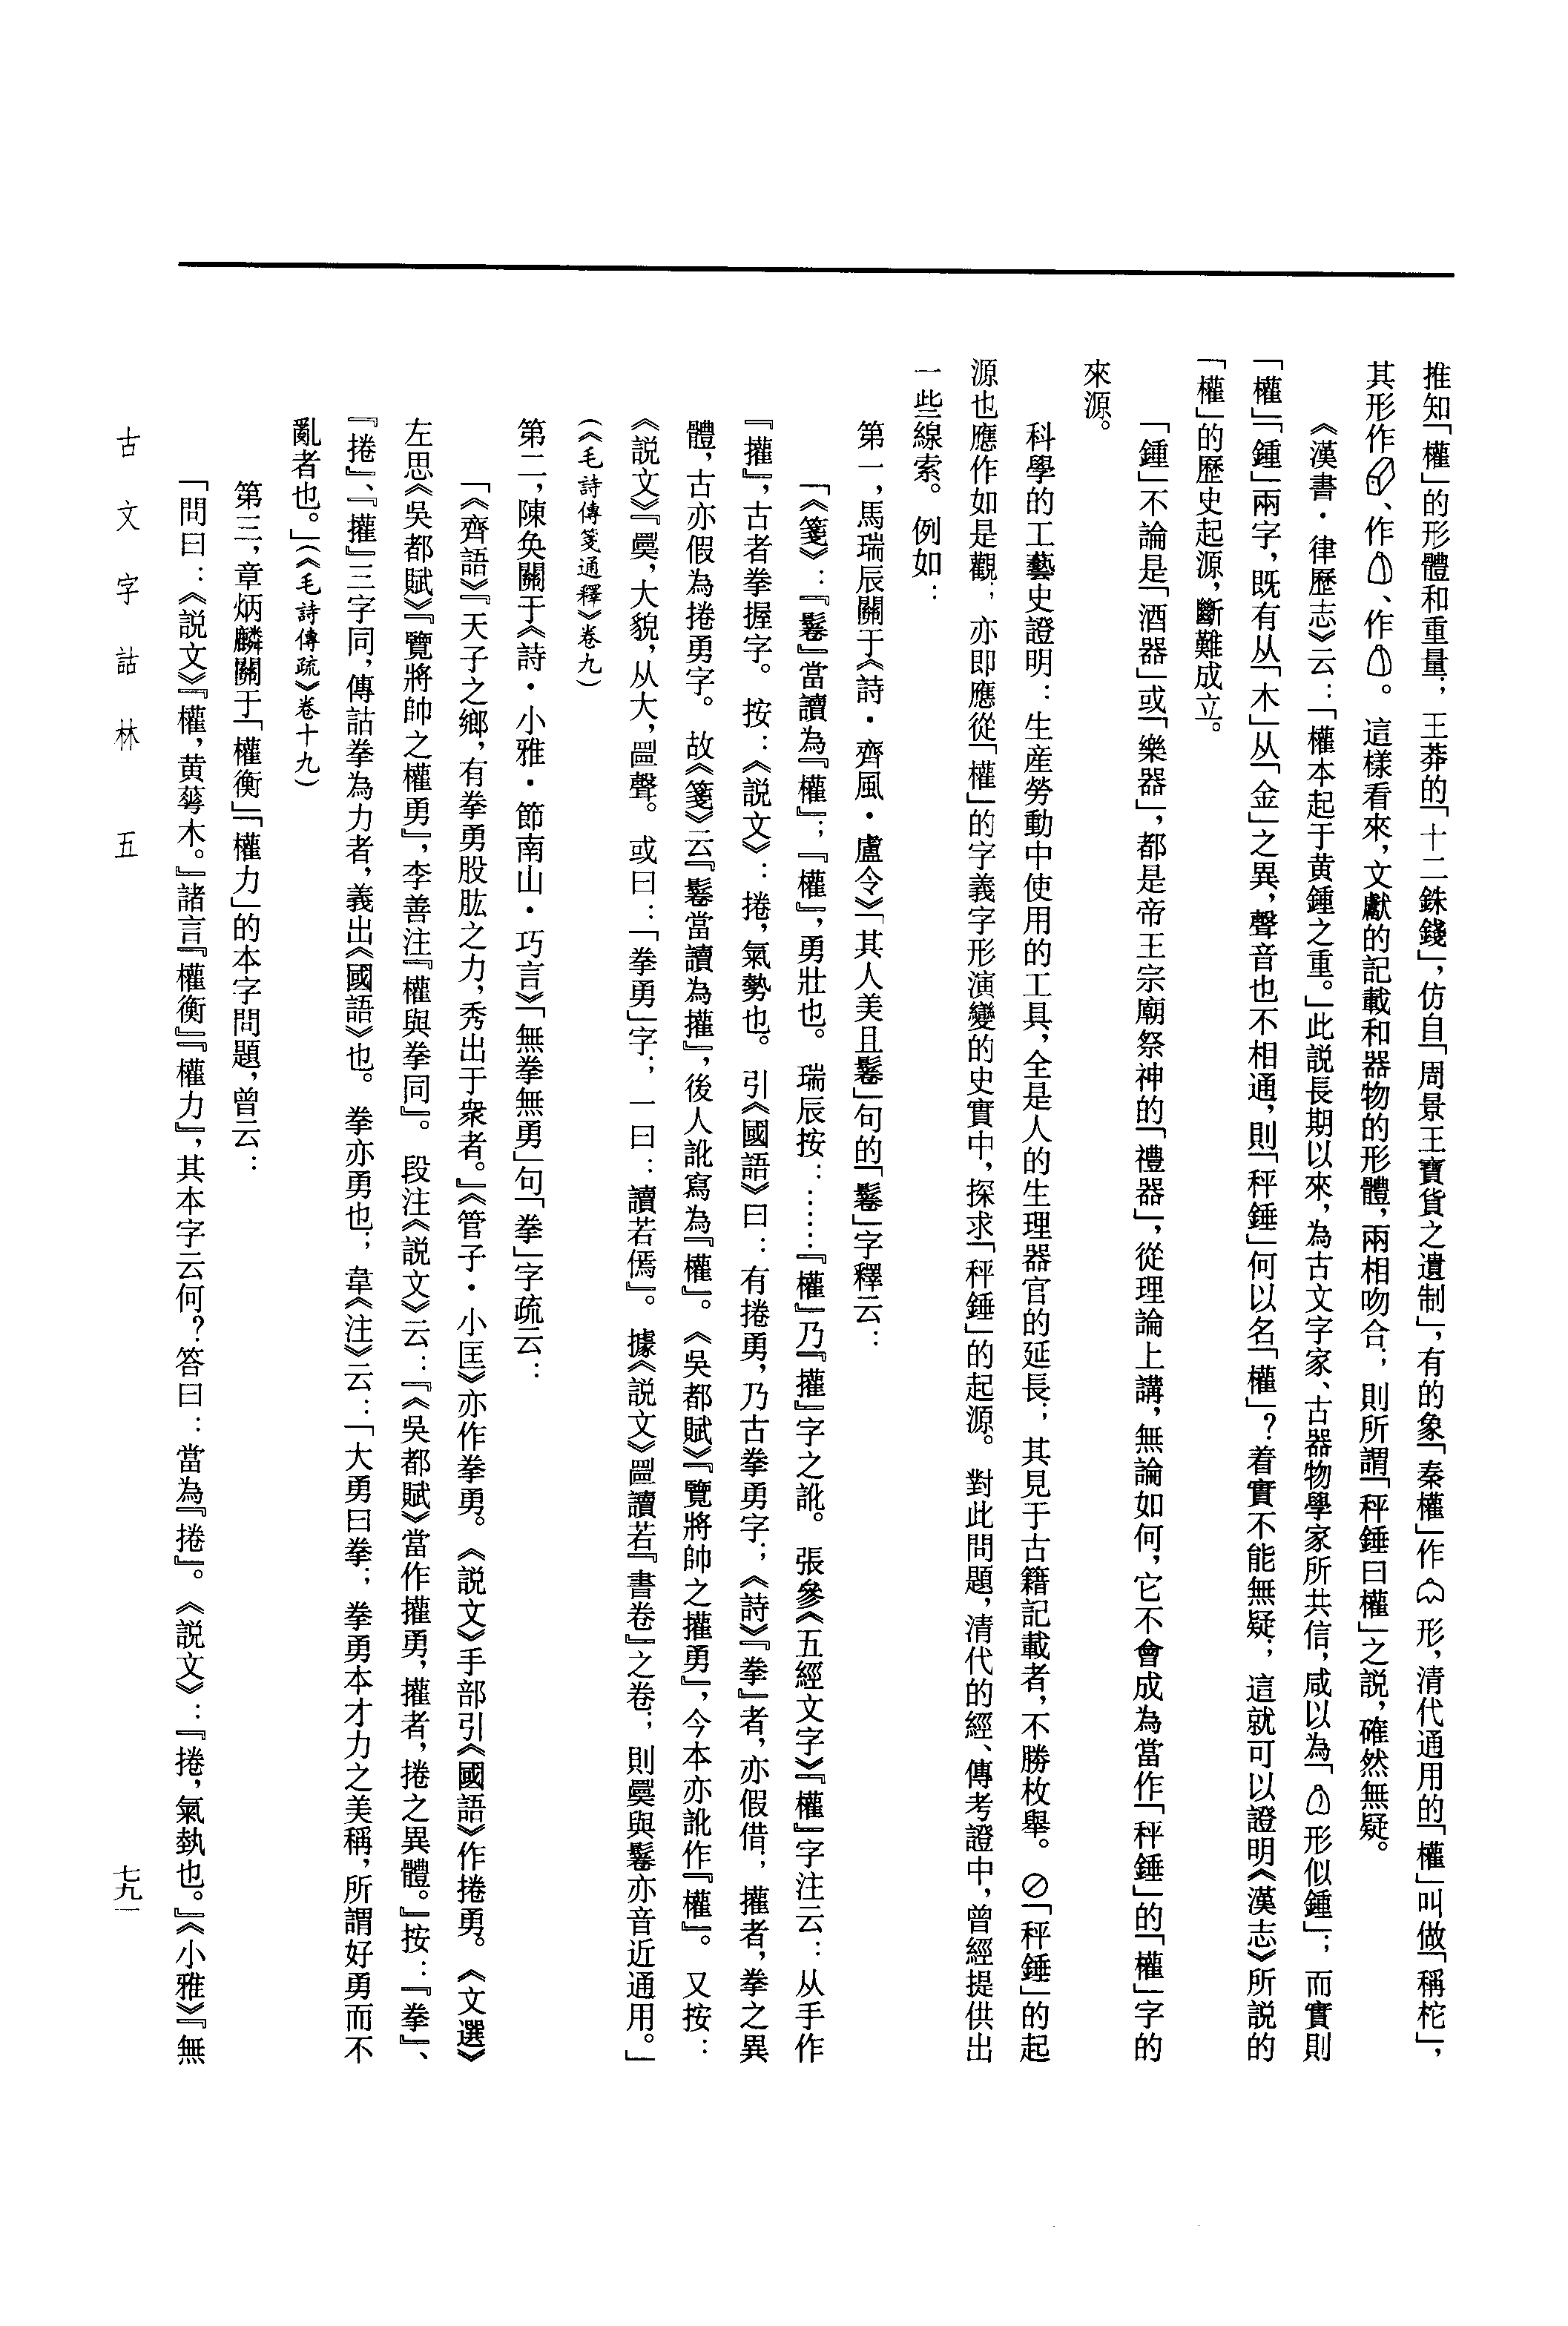 推知「權」的形體和重量；王莽的「十二銖錢」，仿自「周景王寶貨之遺制」，有的象「秦權」作形，清代通用的「權」叫做「稱柁」，
其形作、作、作。這樣看來，文獻的記載和器物的形體，兩相吻合；則所謂「秤錘曰權」之説，確然無疑。
《漢書·律歷志》云：「權本起于黄鍾之重。」此説長期以來，為古文字家、古器物學家所共信，咸以為「形似鍾」；而實則
「權」「鍾」兩字，既有从「木」从「金」之異，聲音也不相通，則「秤錘」何以名「權」？着實不能無疑；這就可以證明《漢志》所説的
「權」的歷史起源，斷難成立。
「鍾」不論是「酒器」或「樂器」，都是帝王宗廟祭神的「禮器」，從理論上講，無論如何，它不會成為當作「秤錘」的「權」字的
來源。
科學的工藝史證明：生産勞動中使用的工具，全是人的生理器官的延長；其見于古籍記載者，不勝枚舉。「秤錘」的起
源也應作如是觀；亦即應從「權」的字義字形演變的史實中，探求「秤錘」的起源。對此問題，清代的經、傳考證中，曾經提供出
一些線索。例如：
第一，馬瑞辰關于《詩·齊風·盧令》「其人美且鬈」句的「鬈」字釋云：
「《箋》：『鬈』當讀為『權』；『權』，勇壯也。瑞辰按：……『權』乃『攉』字之訛。張參《五經文字》『權』字注云：从手作
『攉』，古者拳握字。按：《説文》：捲，氣勢也。引《國語》曰：有捲勇，乃古拳勇字；《詩》『拳』者，亦假借；攉者，拳之異
體，古亦假為捲勇字。故《箋》云『鬈當讀為攉』，後人訛寫為『權』。《吳都賦》『覽將帥之攉勇』，今本亦訛作『權』。又按：
《説文》『奰，大貌，从大，㽬聲。或曰：「拳勇」字；一曰：讀若傿』。據《説文》㽬讀若『書卷』之卷；則奰與鬈亦音近通用。」
（《毛詩傳箋通釋》卷九）
第二，陳奂關于《詩·小雅·節南山·巧言》「無拳無勇」句「拳」字疏云：
「《齊語》『天子之鄉，有拳勇股肱之力，秀出于衆者。』《管子·小匡》亦作拳勇。《説文》手部引《國語》作捲勇。《文選》
左思《吳都賦》『覽將帥之權勇』，李善注『權與拳同』。段注《説文》云：『《吳都賦》當作攉勇，攉者，捲之異體。』按：『拳』、
『捲』、『攉』三字同，傳詁拳為力者，義出《國語》也。拳亦勇也；韋《注》云：「大勇曰拳；拳勇本才力之美稱，所謂好勇而不
亂者也。」（《毛詩傳疏》卷十九）
第三，章炳麟關于「權衡」「權力」的本字問題，曾云：
「問曰：《説文》『權，黄蕚木。』諸言『權衡』『權力』，其本字云何？答曰：當為『捲』。《説文》：『捲，氣埶也。』《小雅》『無
古文字詁林　五
七九一